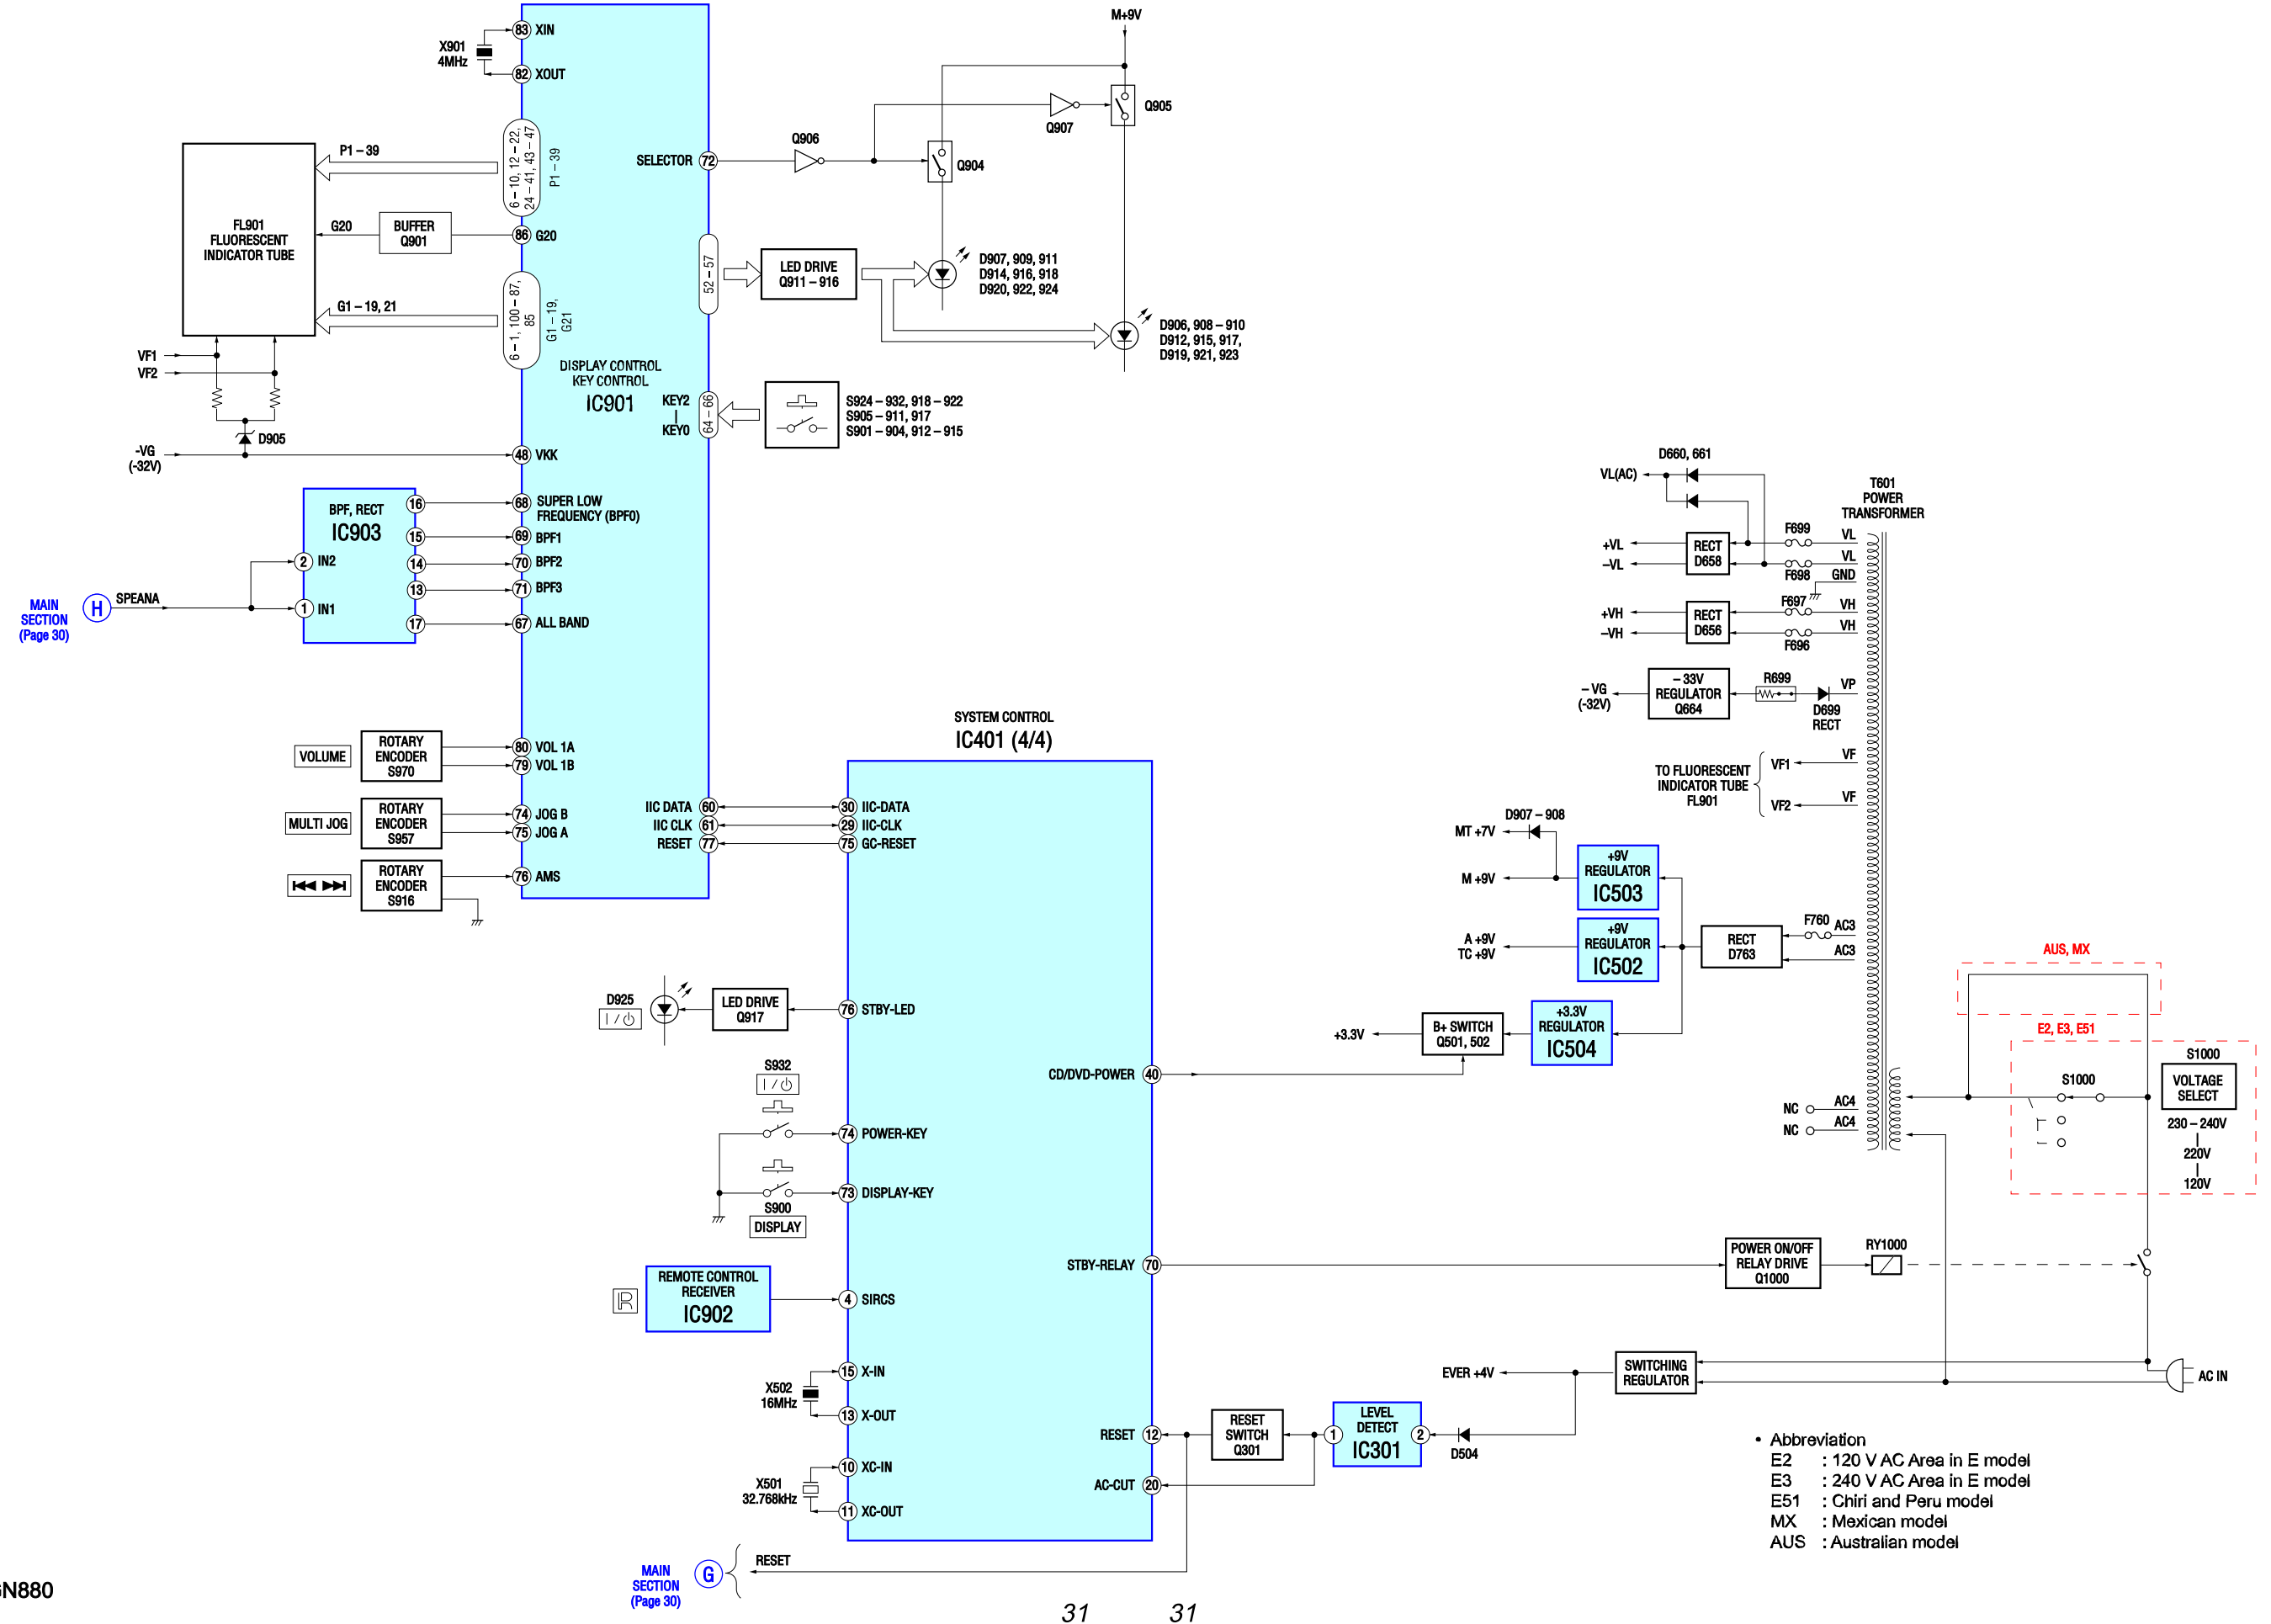 X901
4MHz
83 XIN
82 XOUT
P1 – 39
6 – 10, 12 – 22,
24 – 41, 43 – 47
P1 – 39
FL901
FLUORESCENT
INDICATOR TUBE
G20
BUFFER
Q901
86 G20
G1 – 19, 21
6 – 1, 100 – 87,
85
G1 – 19,
G21
VF1
VF2
D905
-VG
(-32V)
48 VKK
DISPLAY CONTROL
KEY CONTROL
IC901
SELECTOR 72
Q906
Q907
Q904
Q905
M+9V
52 – 57
LED DRIVE
Q911 – 916
D907, 909, 911
D914, 916, 918
D920, 922, 924
D906, 908 – 910
D912, 915, 917,
D919, 921, 923
KEY2
|
KEY0
64 – 66
S924 – 932, 918 – 922
S905 – 911, 917
S901 – 904, 912 – 915
BPF, RECT
IC903
2 IN2
1 IN1
16
15
14
13
17
68 SUPER LOW
FREQUENCY (BPF0)
69 BPF1
70 BPF2
71 BPF3
67 ALL BAND
MAIN
SECTION
(Page 30)
H
SPEANA
VOLUME
ROTARY
ENCODER
S970
80 VOL 1A
79 VOL 1B
MULTI JOG
ROTARY
ENCODER
S957
74 JOG B
75 JOG A
ROTARY
ENCODER
S916
76 AMS
IIC DATA 60
IIC CLK 61
RESET 77
SYSTEM CONTROL
IC401 (4/4)
30 IIC-DATA
29 IIC-CLK
75 GC-RESET
D925
I / ⏻
LED DRIVE
Q917
76 STBY-LED
S932
I / ⏻
74 POWER-KEY
73 DISPLAY-KEY
S900
DISPLAY
R
REMOTE CONTROL
RECEIVER
IC902
4 SIRCS
X502
16MHz
15 X-IN
13 X-OUT
X501
32.768kHz
10 XC-IN
11 XC-OUT
CD/DVD-POWER 40
STBY-RELAY 70
RESET 12
AC-CUT 20
MAIN
SECTION
(Page 30)
G
RESET
RESET
SWITCH
Q301
1
LEVEL
DETECT
IC301
2
D504
EVER +4V
SWITCHING
REGULATOR
POWER ON/OFF
RELAY DRIVE
Q1000
RY1000
AC IN
D660, 661
VL(AC)
T601
POWER
TRANSFORMER
+VL
–VL
RECT
D658
F699
F698
VL
VL
GND
+VH
–VH
RECT
D656
F697
F696
VH
VH
– VG
(-32V)
– 33V
REGULATOR
Q664
R699
D699
RECT
VP
TO FLUORESCENT
INDICATOR TUBE
FL901
VF1
VF2
VF
VF
D907 – 908
MT +7V
M +9V
+9V
REGULATOR
IC503
A +9V
TC +9V
+9V
REGULATOR
IC502
RECT
D763
F760
AC3
AC3
+3.3V
B+ SWITCH
Q501, 502
+3.3V
REGULATOR
IC504
NC
NC
AC4
AC4
AUS, MX
E2, E3, E51
S1000
S1000
VOLTAGE
SELECT
230 – 240V
|
220V
|
120V
• Abbreviation
E2 : 120 V AC Area in E model
E3 : 240 V AC Area in E model
E51 : Chiri and Peru model
MX : Mexican model
AUS : Australian model
GN880
31 31